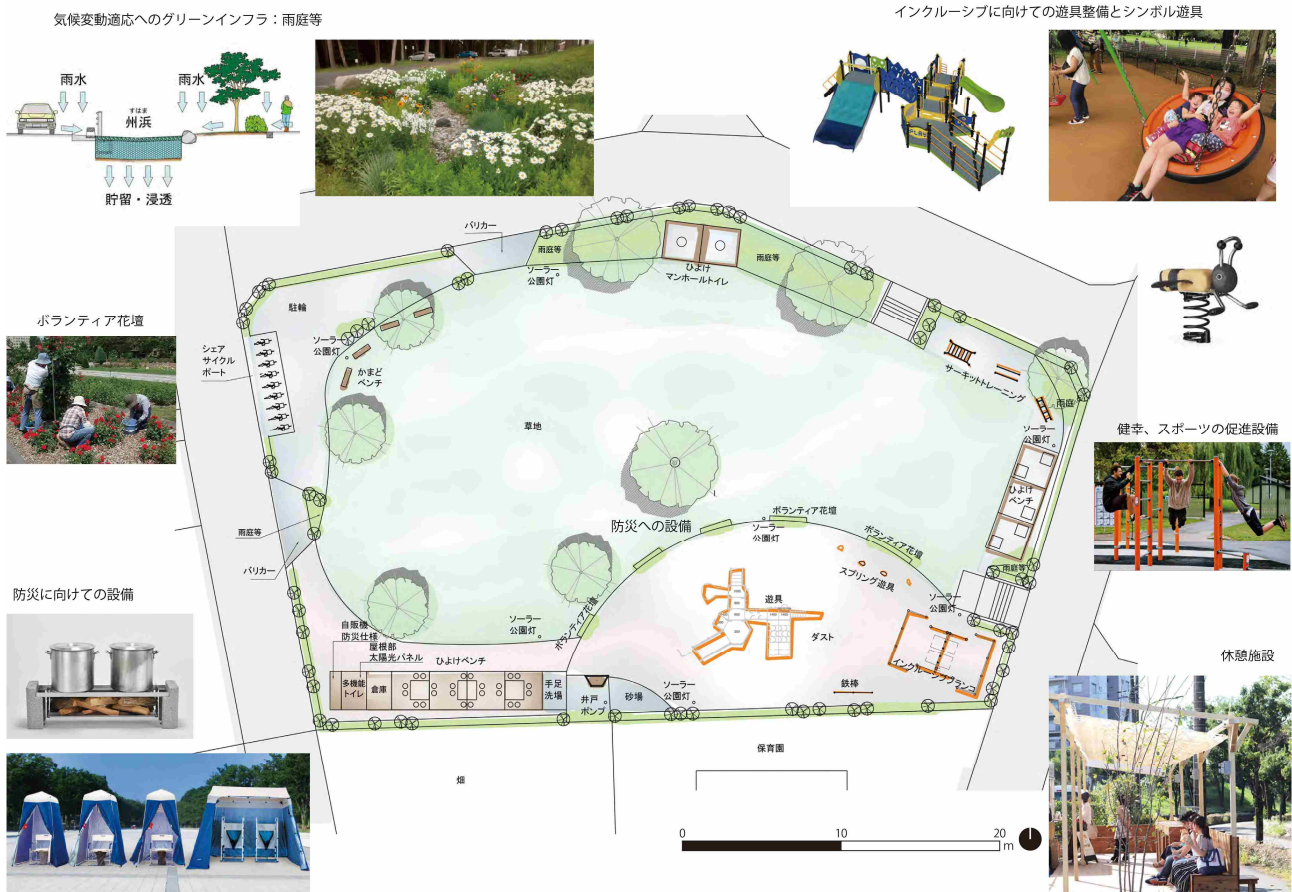 気候変動適応へのグリーンインフラ：雨庭等
インクルーシブに向けての遊具整備とシンボル遊具
雨水
雨水
すはま
州浜
貯留・浸透
PLAY
バリカー
雨庭等
ソーラー
公園灯
ひよけ
マンホールトイレ
雨庭等
駐輪
ボランティア花壇
シェア
サイクル
ポート
ソーラー
公園灯
かまど
ベンチ
サーキットトレーニング
雨庭
ソーラー
公園灯
健幸、スポーツの促進設備
草地
ひよけ
ベンチ
防災への設備
ボランティア花壇
ソーラー
公園灯
ボランティア花壇
雨庭等
バリカー
雨庭等
スプリング遊具
防災に向けての設備
遊具
ソーラー
公園灯
ダスト
自販機
防災仕様
屋根部
太陽光パネル
ソーラー
公園灯
ボランティア花壇
ひよけベンチ
インクルーシブブランコ
休憩施設
多機能
トイレ
倉庫
手足
洗場
井戸
ポンプ
砂場
ソーラー
公園灯
鉄棒
保育園
畑
0
10
20
m